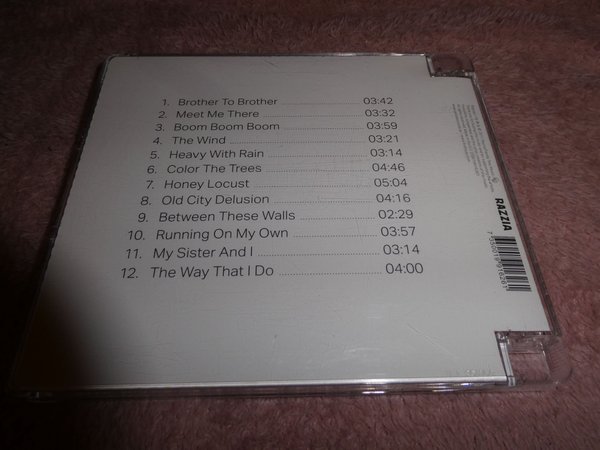 1. Brother To Brother 03:42
2. Meet Me There 03:32
3. Boom Boom Boom 03:59
4. The Wind 03:21
5. Heavy With Rain 03:14
6. Color The Trees 04:46
7. Honey Locust 05:04
8. Old City Delusion 04:16
9. Between These Walls 02:29
10. Running On My Own 03:57
11. My Sister And I 03:14
12. The Way That I Do 04:00
RAZZIA